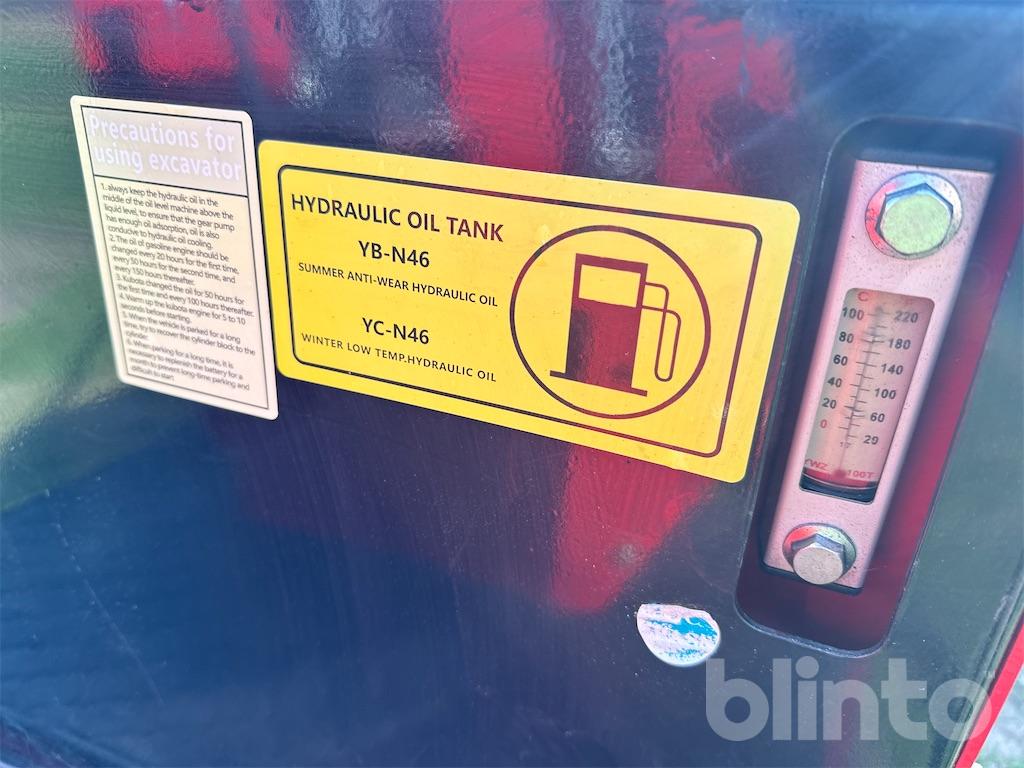 Precautions for
using excavator
1. always keep the hydraulic oil in the
middle of the oil level machine above the
liquid level, to ensure that the gear pump
has enough oil adsorption, oil is also
conducive to hydraulic oil cooling.
2. The oil of gasoline engine should be
changed every 20 hours for the first time,
every 50 hours for the second time, and
every 150 hours thereafter.
3. Kubota changed the oil for 50 hours for
the first time and every 100 hours thereafter.
4. Warm up the kubota engine for 5 to 10
seconds before starting.
5. When the vehicle is parked for a long
time, try to recover the cylinder block to the
cylinder.
6. When parking for a long time, it is
necessary to replenish the battery for a
month to prevent long-time parking and
difficult to start
HYDRAULIC OIL TANK
YB-N46
SUMMER ANTI-WEAR HYDRAULIC OIL
YC-N46
WINTER LOW TEMP.HYDRAULIC OIL
C
100 220
80 180
60 140
40 100
20 60
0 20
YWZ 100T
blinto